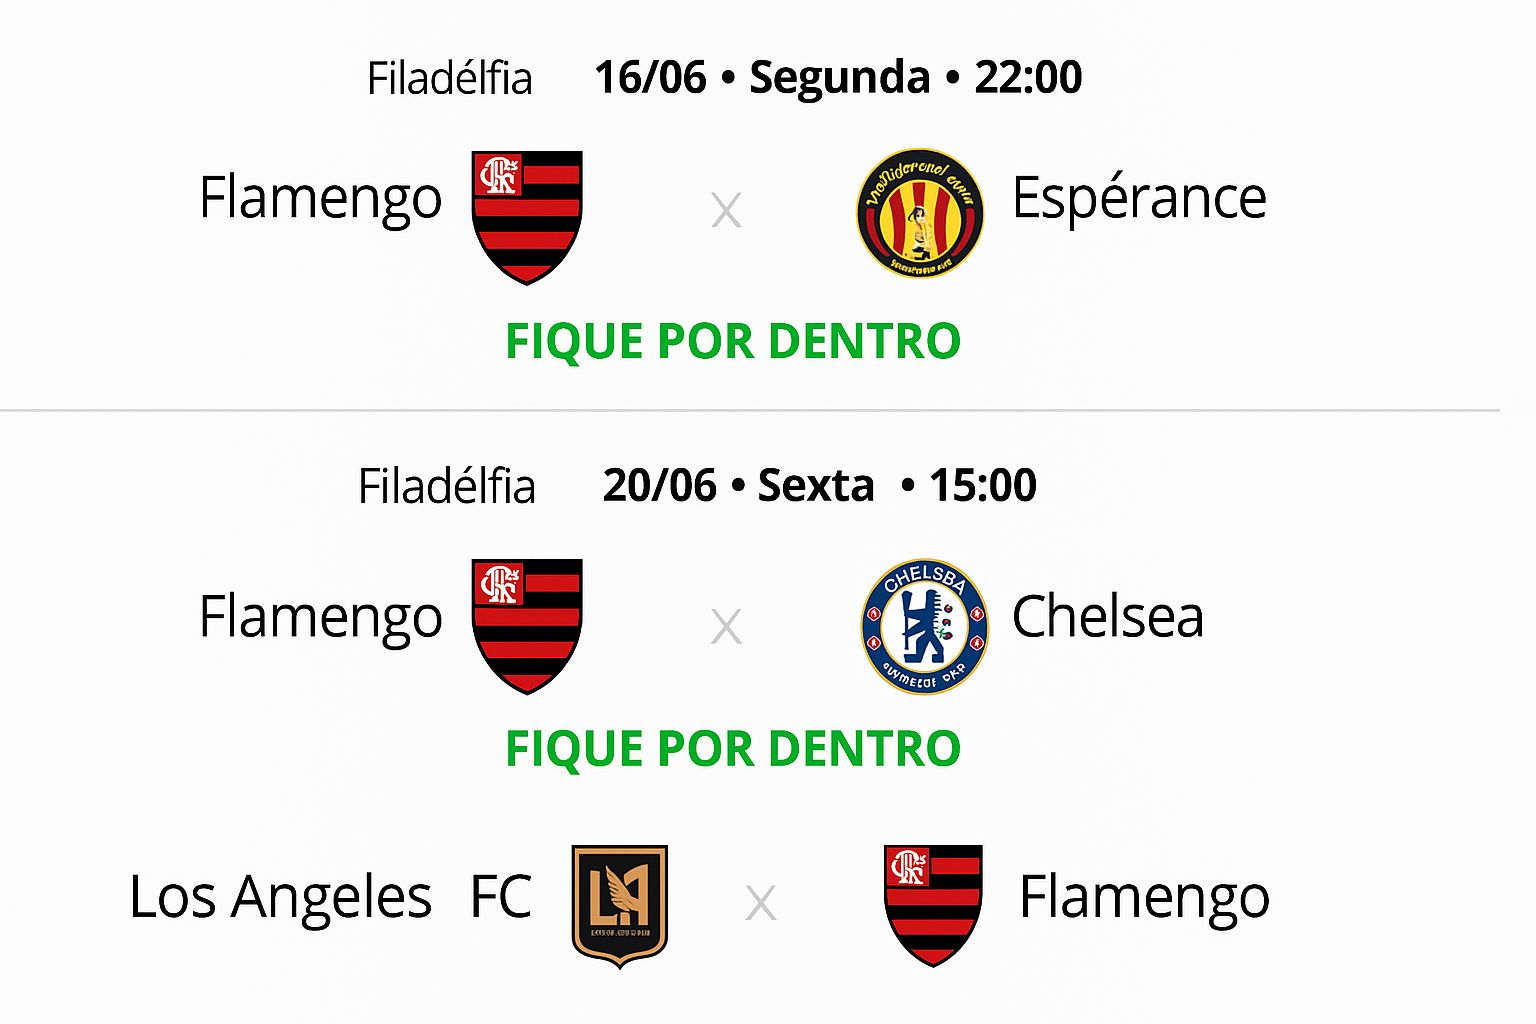 Filadélfia 16/06 • Segunda • 22:00
Flamengo x Espérance
FIQUE POR DENTRO
Filadélfia 20/06 • Sexta • 15:00
CHELSBA
Flamengo x Chelsea
FIQUE POR DENTRO
Los Angeles FC x Flamengo